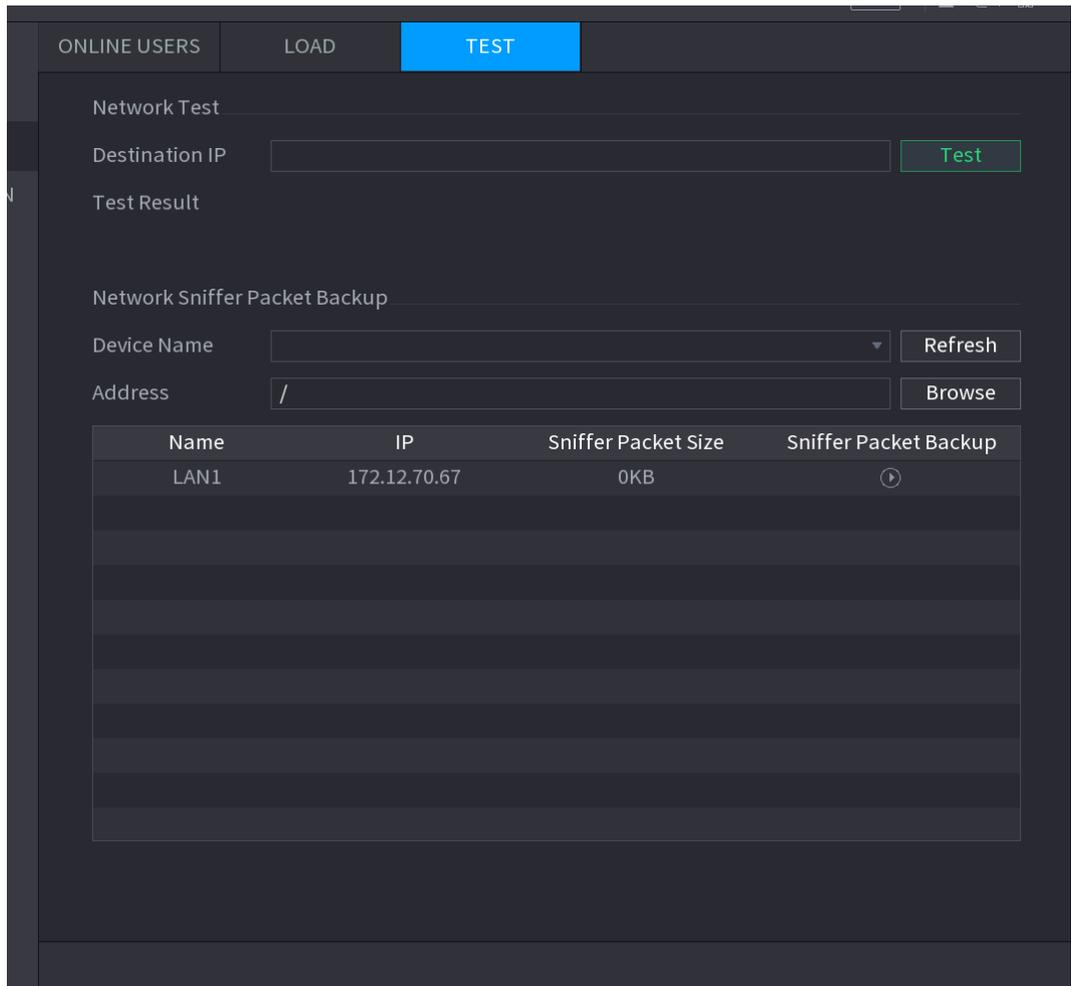 ONLINE USERS LOAD TEST
Network Test
Destination IP Test
Test Result
Network Sniffer Packet Backup
Device Name Refresh
Address / Browse
Name IP Sniffer Packet Size Sniffer Packet Backup
LAN1 172.12.70.67 0KB